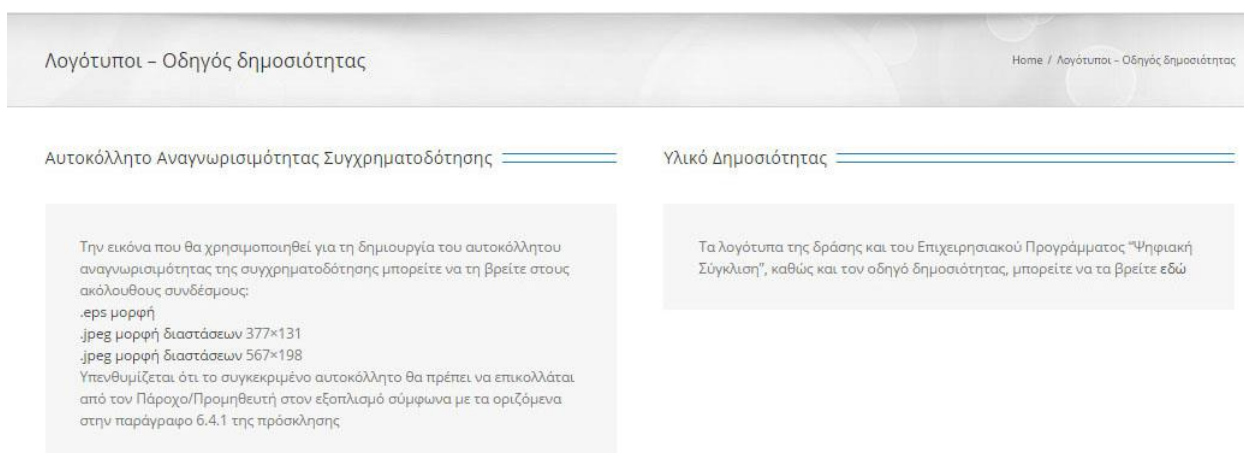 Λογότυποι – Οδηγός δημοσιότητας
Home / Λογότυποι – Οδηγός δημοσιότητας
Αυτοκόλλητο Αναγνωρισιμότητας Συγχρηματοδότησης
Την εικόνα που θα χρησιμοποιηθεί για τη δημιουργία του αυτοκόλλητου
αναγνωρισιμότητας της συγχρηματοδότησης μπορείτε να τη βρείτε στους
ακόλουθους συνδέσμους:
.eps μορφή
.jpeg μορφή διαστάσεων 377×131
.jpeg μορφή διαστάσεων 567×198
Υπενθυμίζεται ότι το συγκεκριμένο αυτοκόλλητο θα πρέπει να επικολλάται
από τον Πάροχο/Προμηθευτή στον εξοπλισμό σύμφωνα με τα οριζόμενα
στην παράγραφο 6.4.1 της πρόσκλησης
Υλικό Δημοσιότητας
Τα λογότυπα της δράσης και του Επιχειρησιακού Προγράμματος “Ψηφιακή
Σύγκλιση”, καθώς και τον οδηγό δημοσιότητας, μπορείτε να τα βρείτε εδώ